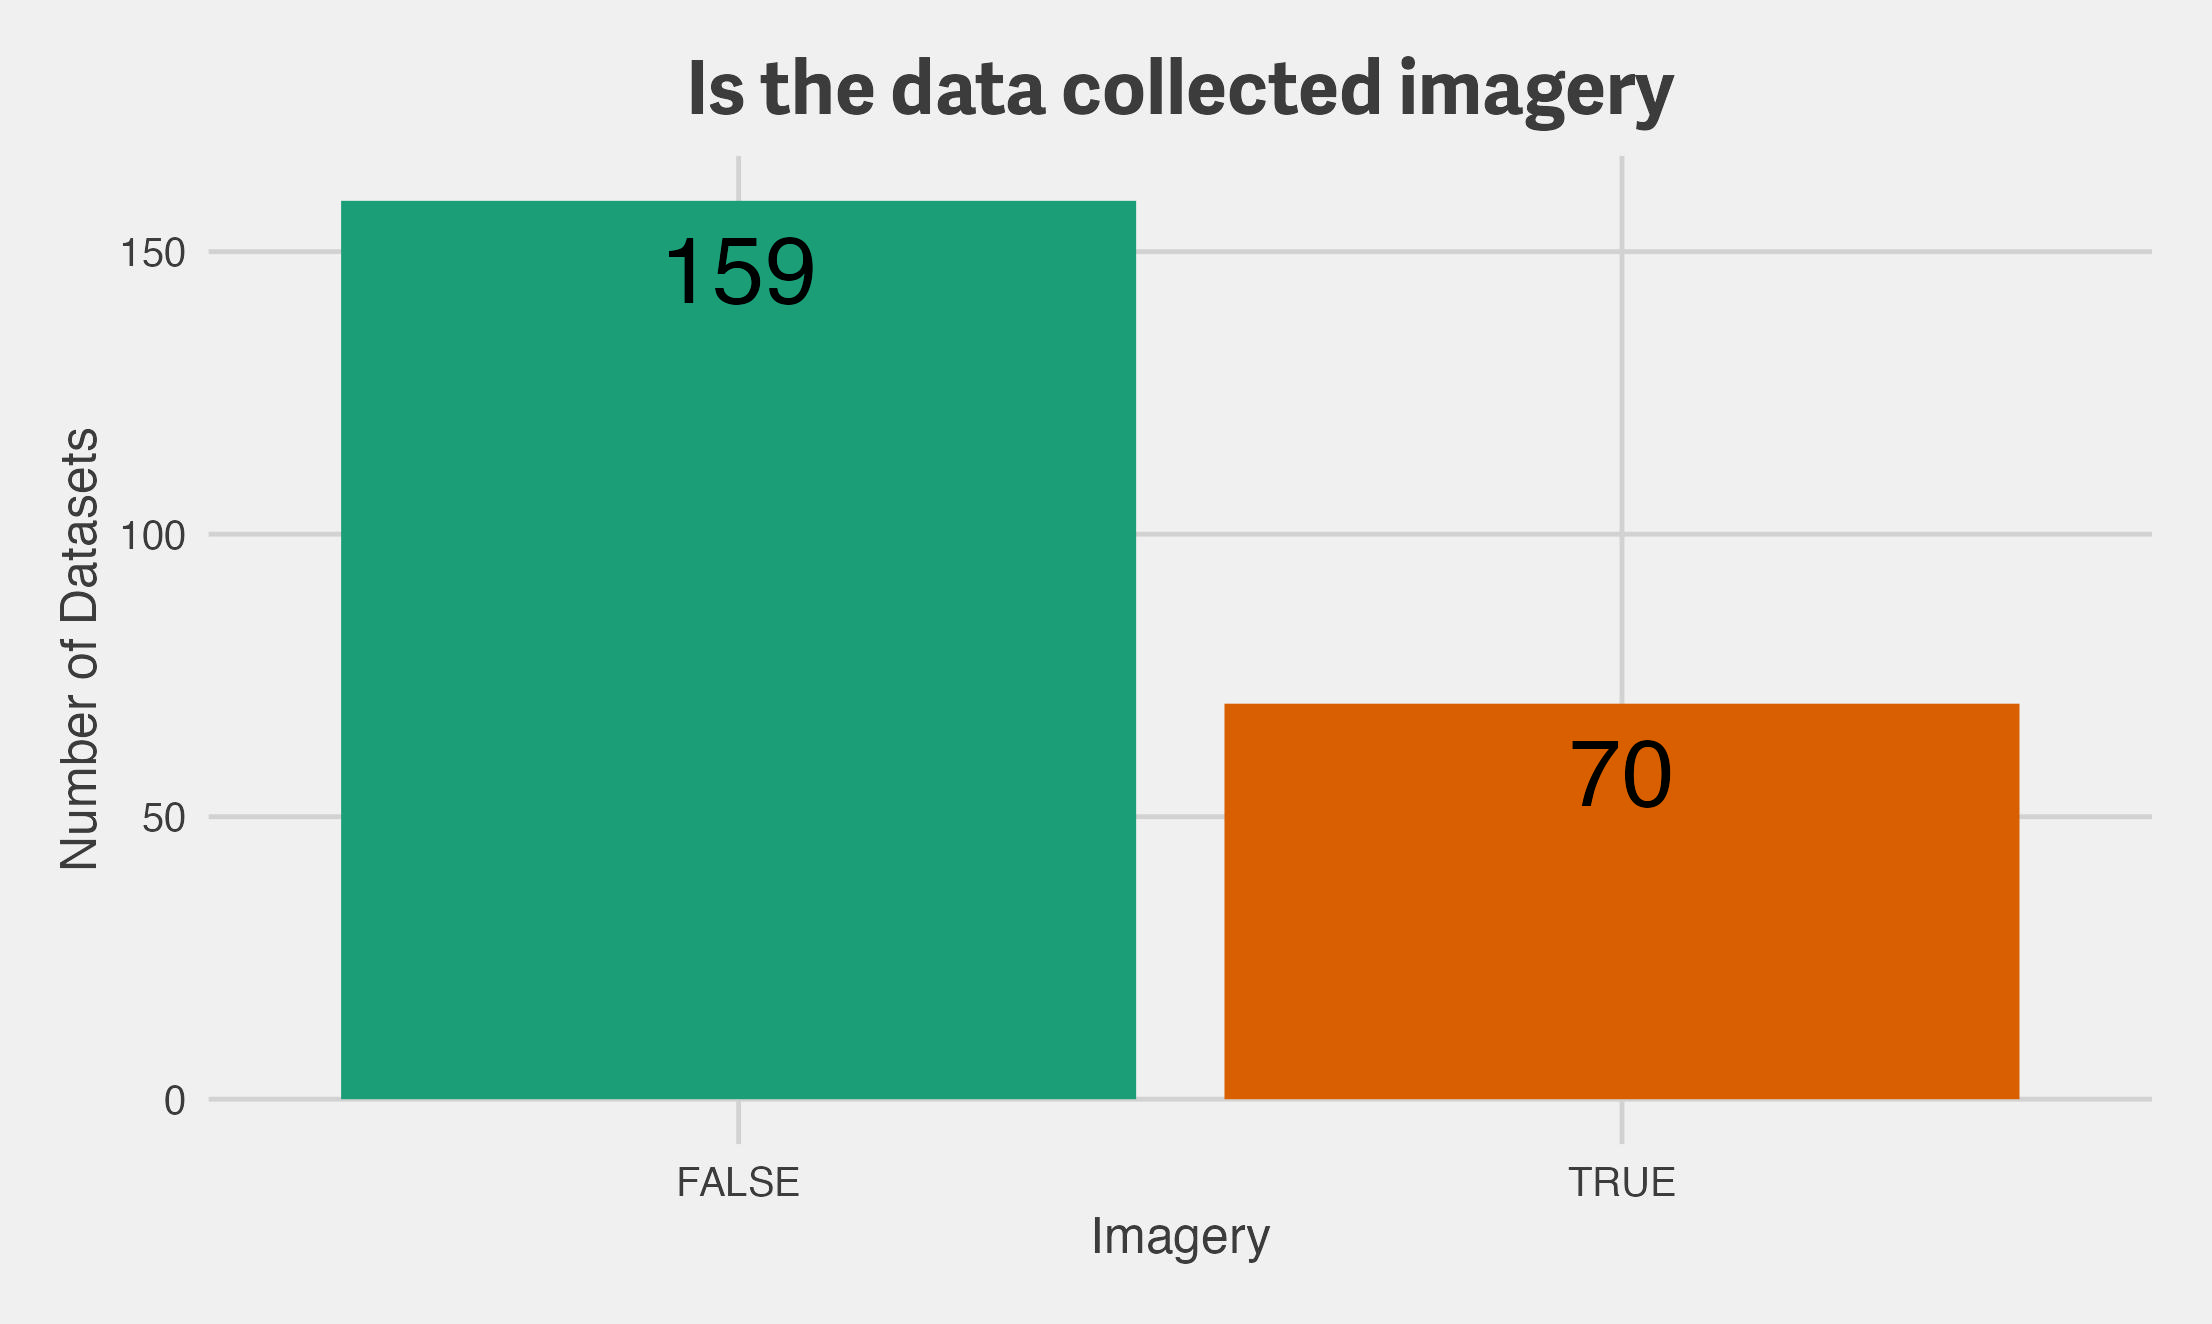 Is the data collected imagery
Number of Datasets
150
100
50
0
159
70
FALSE
TRUE
Imagery